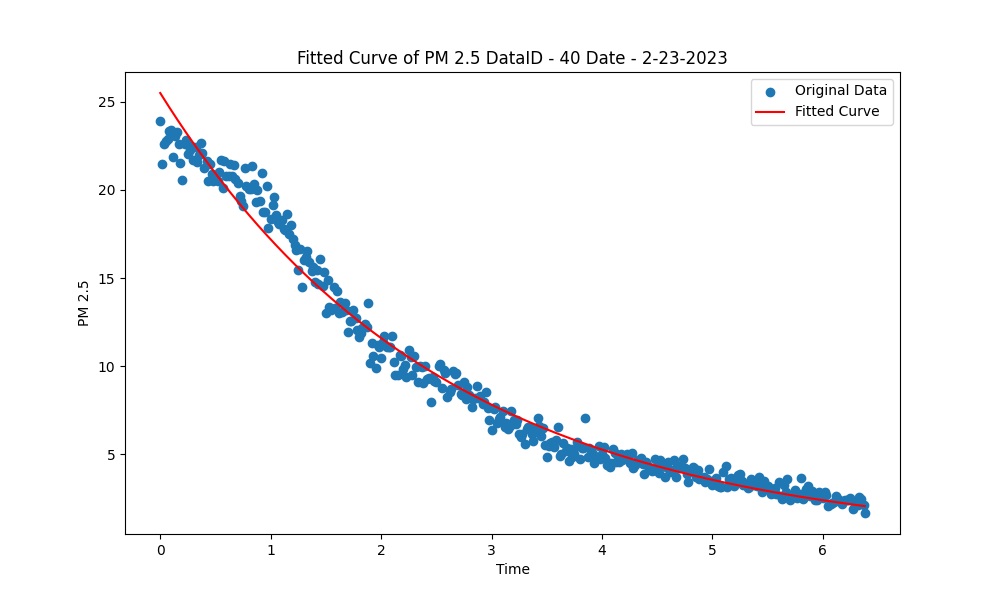 Fitted Curve of PM 2.5 DataID - 40 Date - 2-23-2023
Original Data
Fitted Curve
PM 2.5
25
20
15
10
5
0 1 2 3 4 5 6
Time